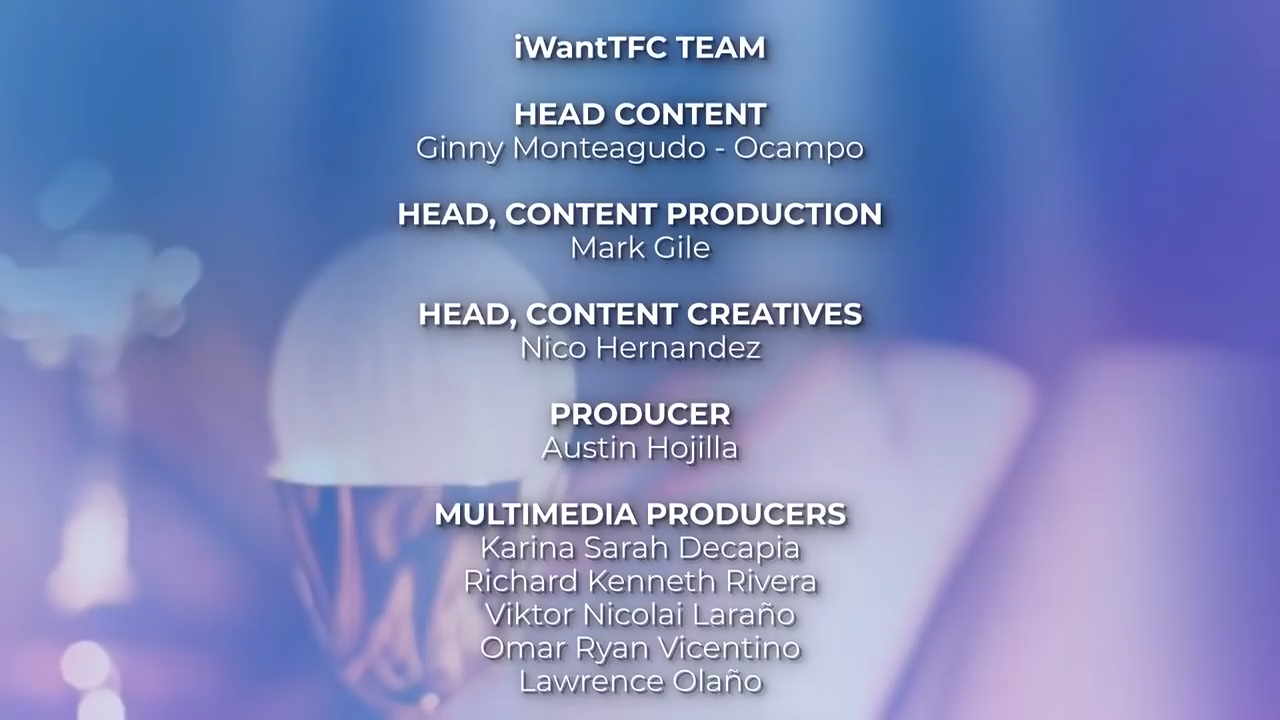 iWantTFC TEAM
HEAD CONTENT
Ginny Monteagudo - Ocampo
HEAD, CONTENT PRODUCTION
Mark Gile
HEAD, CONTENT CREATIVES
Nico Hernandez
PRODUCER
Austin Hojilla
MULTIMEDIA PRODUCERS
Karina Sarah Decapia
Richard Kenneth Rivera
Viktor Nicolai Laraño
Omar Ryan Vicentino
Lawrence Olaño